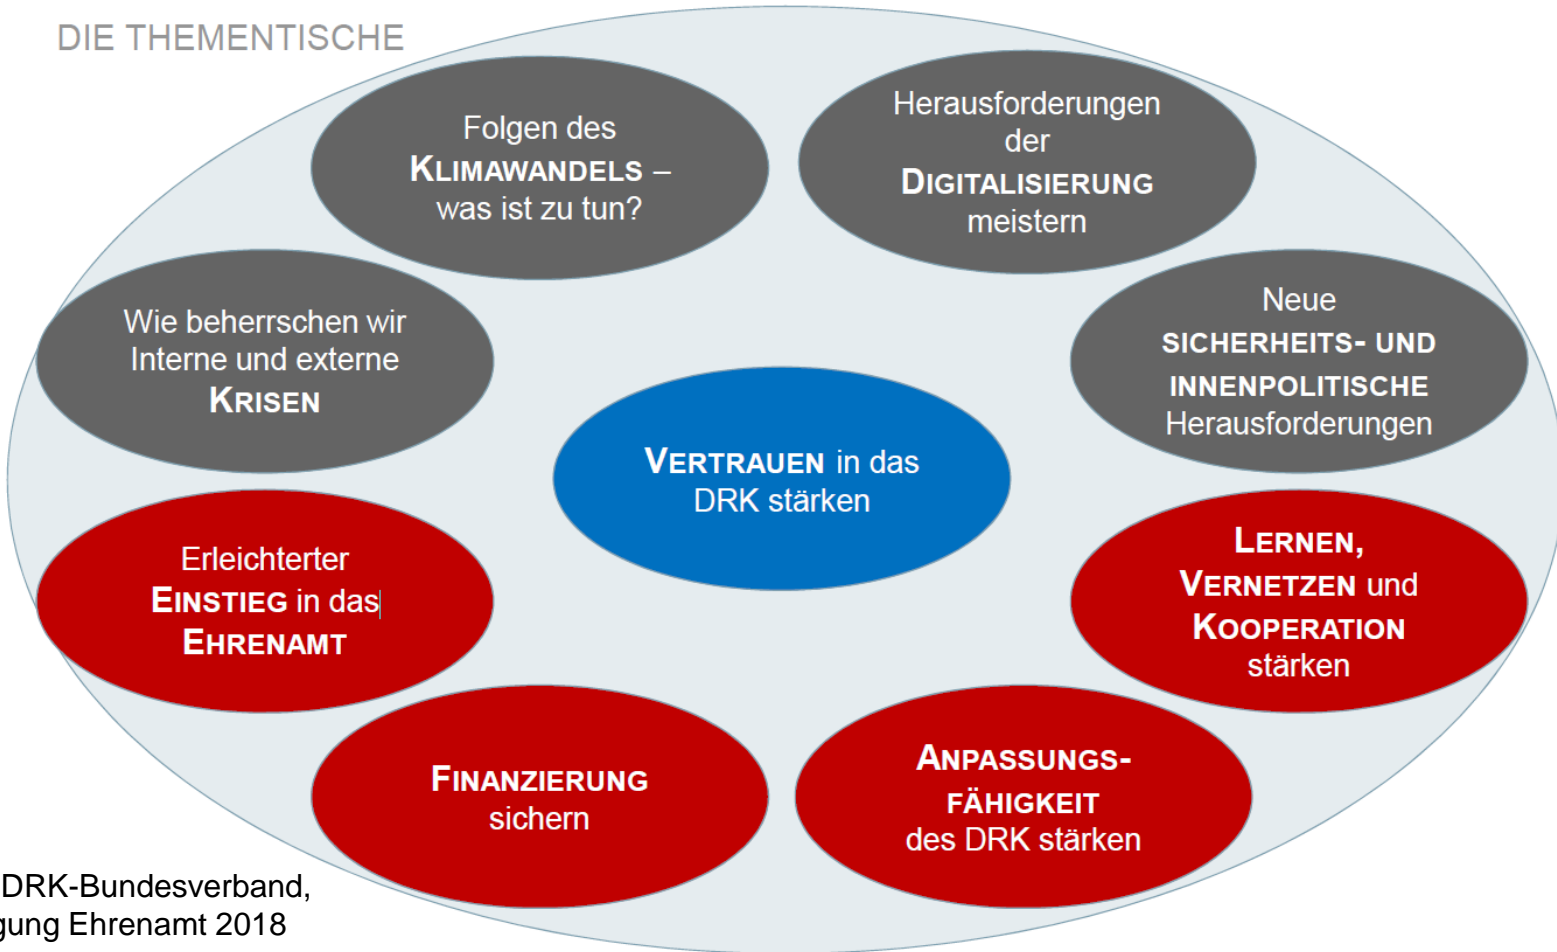 DIE THEMENTISCHE
Folgen des
KLIMAWANDELS –
was ist zu tun?
Herausforderungen
der
DIGITALISIERUNG
meistern
Wie beherrschen wir
Interne und externe
KRISEN
Neue
SICHERHEITS- UND
INNENPOLITISCHE
Herausforderungen
VERTRAUEN in das
DRK stärken
Erleichterter
EINSTIEG in das
EHRENAMT
LERNEN,
VERNETZEN und
KOOPERATION
stärken
FINANZIERUNG
sichern
ANPASSUNGS-
FÄHIGKEIT
des DRK stärken
DRK-Bundesverband,
gung Ehrenamt 2018